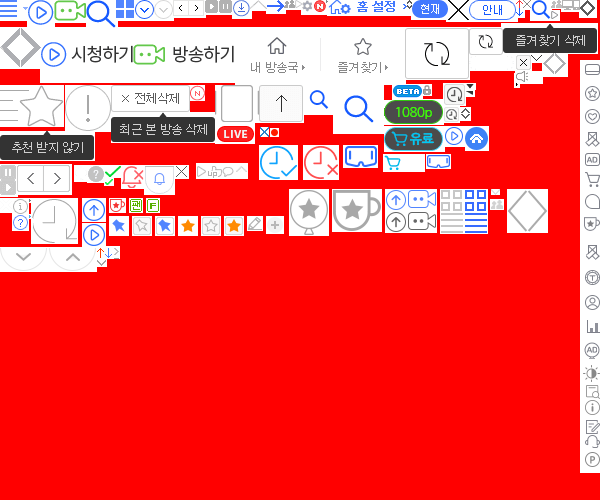 홈 설정
현재
안내
즐겨찾기 삭제
시청하기
방송하기
내 방송국
즐겨찾기
전체삭제
N
BETA
1080p
최근 본 방송 삭제
LIVE
유료
추천 받지 않기
AD
팬
F
T
AD
P